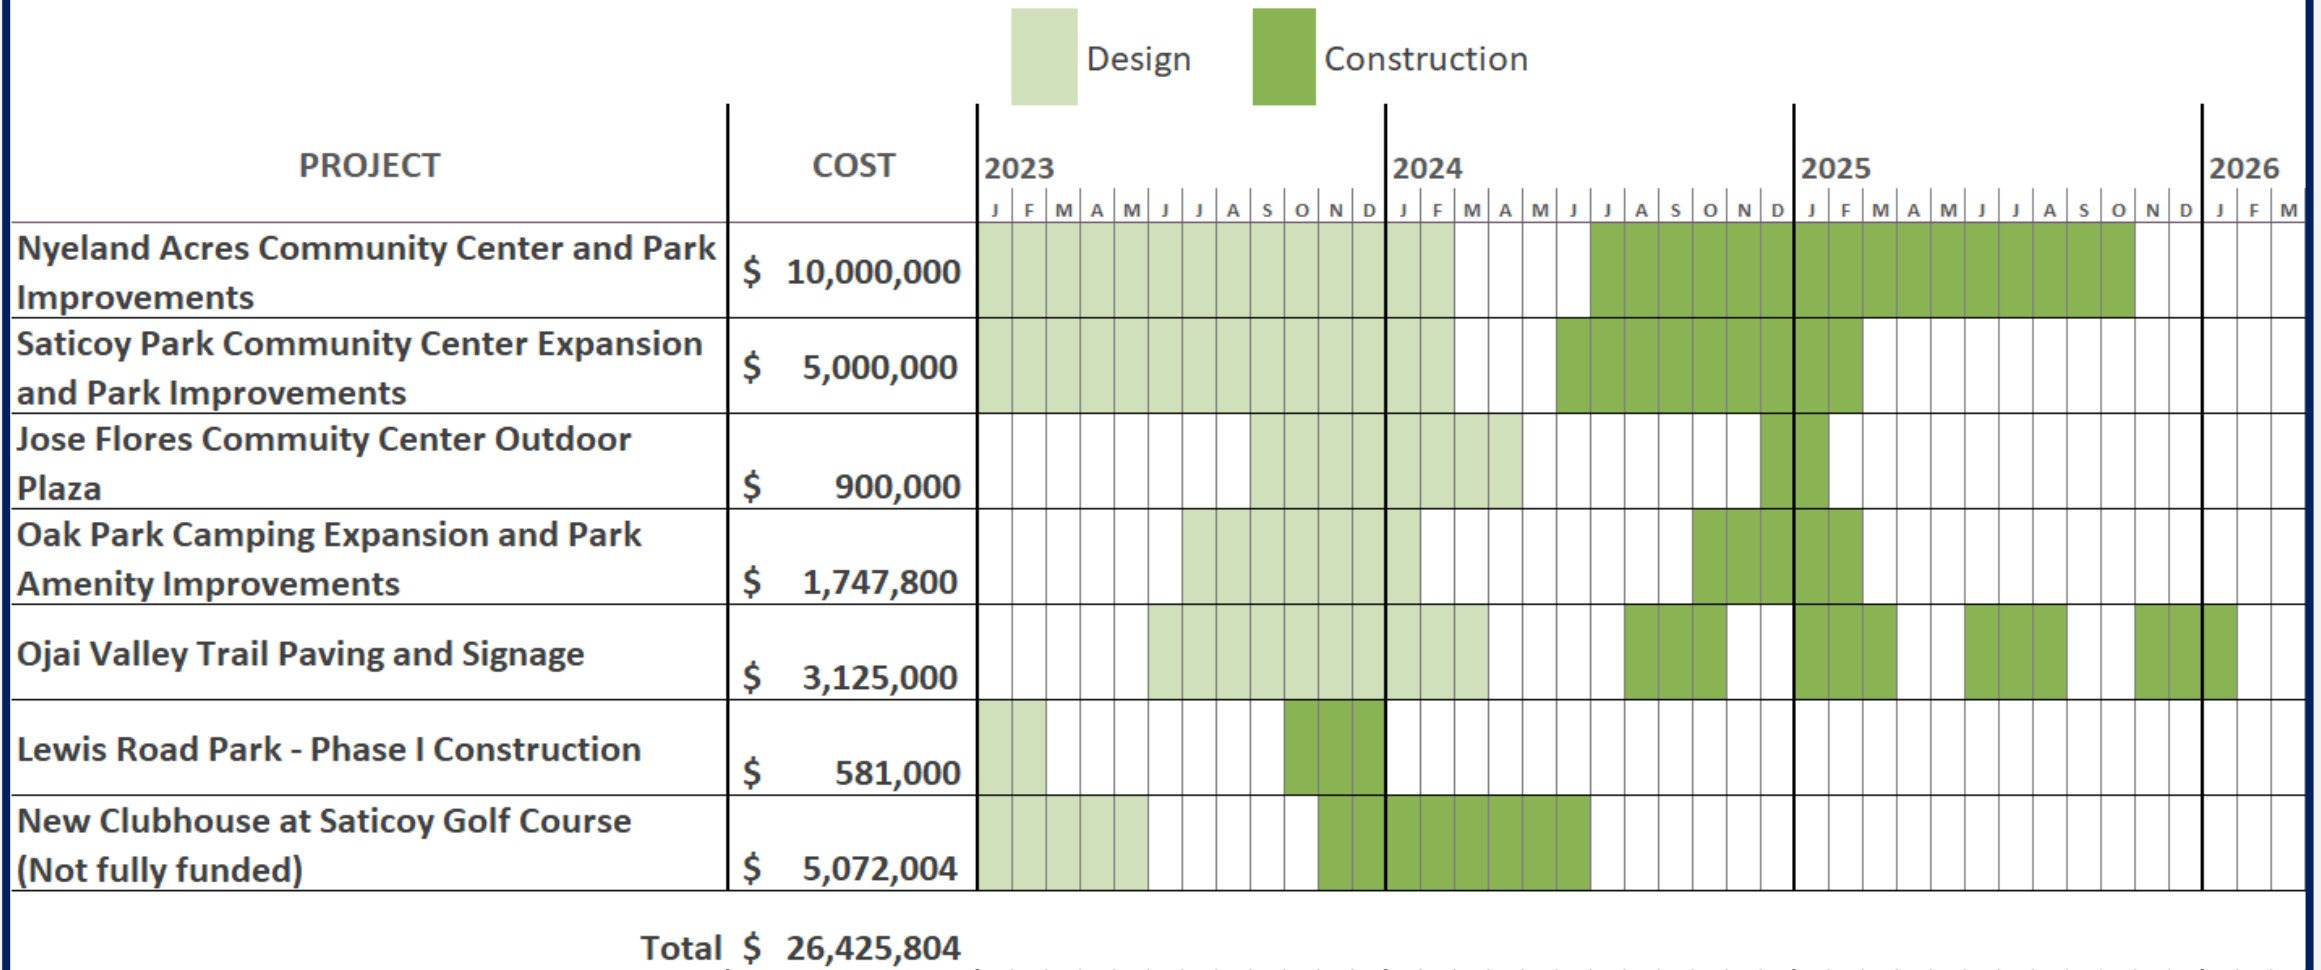 Design Construction
PROJECT COST 2023 2024 2025 2026
J F M A M J J A S O N D J F M A M J J A S O N D J F M A M J J A S O N D J F M
Nyeland Acres Community Center and Park
Improvements
$ 10,000,000
Saticoy Park Community Center Expansion
and Park Improvements
$ 5,000,000
Jose Flores Commuity Center Outdoor
Plaza
$ 900,000
Oak Park Camping Expansion and Park
Amenity Improvements
$ 1,747,800
Ojai Valley Trail Paving and Signage
$ 3,125,000
Lewis Road Park - Phase I Construction
$ 581,000
New Clubhouse at Saticoy Golf Course
(Not fully funded)
$ 5,072,004
Total $ 26,425,804